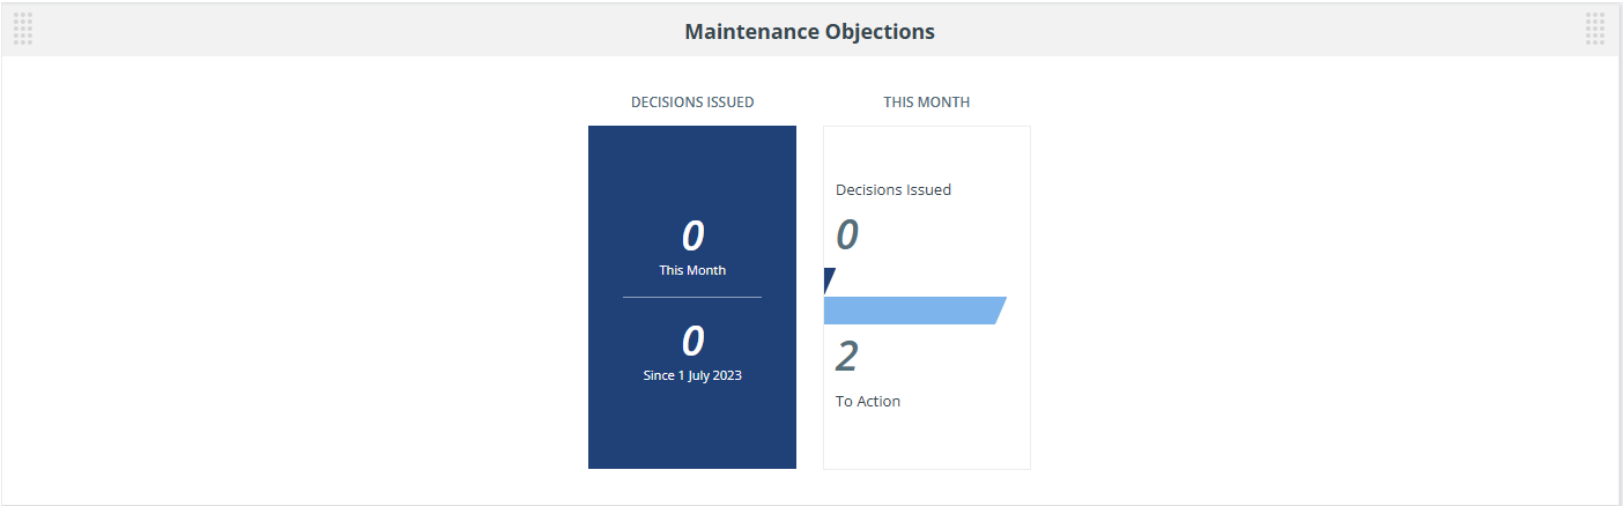 Maintenance Objections
DECISIONS ISSUED
0
This Month
0
Since 1 July 2023
THIS MONTH
Decisions Issued
0
2
To Action